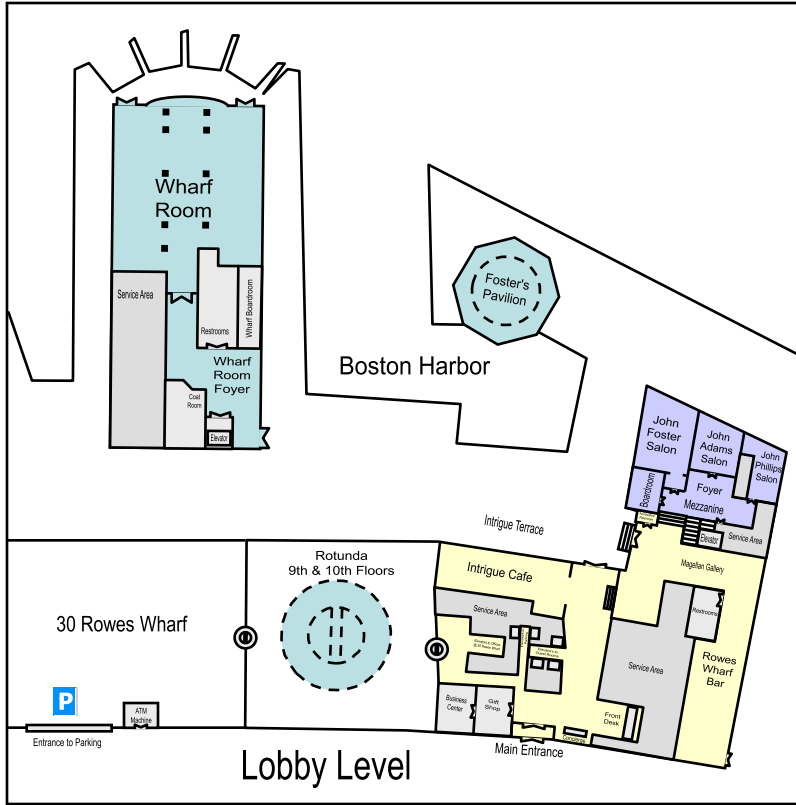 Wharf
Room
Service Area
Restrooms
Wharf Boardroom
Wharf
Room
Foyer
Coat
Room
Elevator
Foster's
Pavilion
Boston Harbor
John
Foster
Salon
John
Adams
Salon
John
Phillips
Salon
Boardroom
Foyer
Mezzanine
Service Area
Elevator
Intrigue Terrace
Magellan Gallery
Rotunda
9th & 10th Floors
Intrigue Cafe
Service Area
30 Rowes Wharf
Restrooms
Service Area
Rowes
Wharf
Bar
P
ATM
Machine
Entrance to Parking
Business
Center
Gift
Shop
Front
Desk
Concierge
Main Entrance
Lobby Level